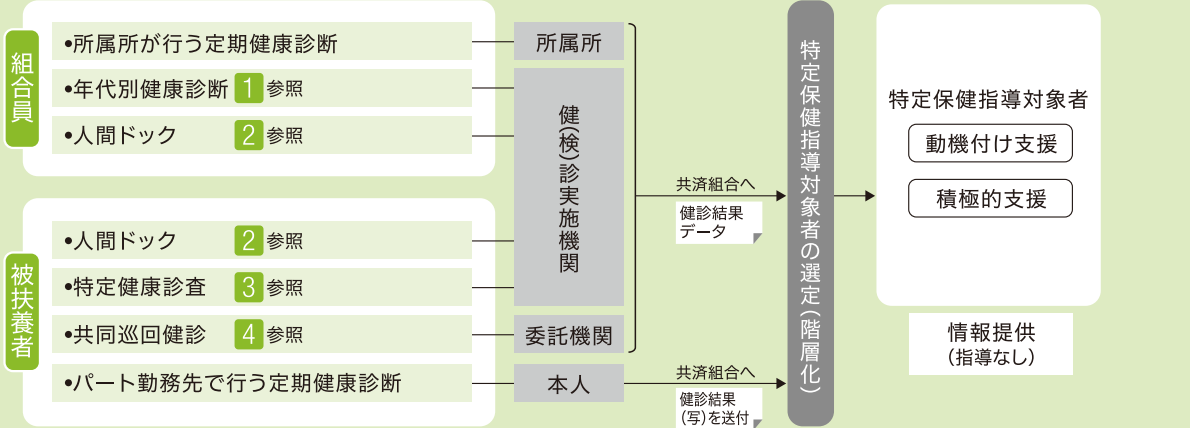 組合員
•所属所が行う定期健康診断
•年代別健康診断 1 参照
•人間ドック 2 参照
被扶養者
•人間ドック 2 参照
•特定健康診査 3 参照
•共同巡回健診 4 参照
•パート勤務先で行う定期健康診断
所属所
健(検)診実施機関
委託機関
本人
共済組合へ
健診結果
データ
共済組合へ
健診結果
(写)を送付
特定保健指導対象者の選定(階層化)
特定保健指導対象者
動機付け支援
積極的支援
情報提供
(指導なし)